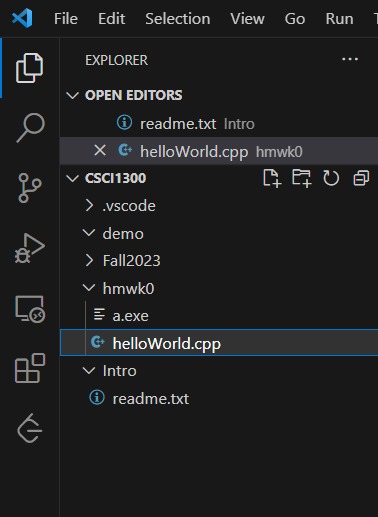 File Edit Selection View Go Run
EXPLORER
OPEN EDITORS
readme.txt Intro
helloWorld.cpp hmwk0
CSCI1300
.vscode
demo
Fall2023
hmwk0
a.exe
helloWorld.cpp
Intro
readme.txt